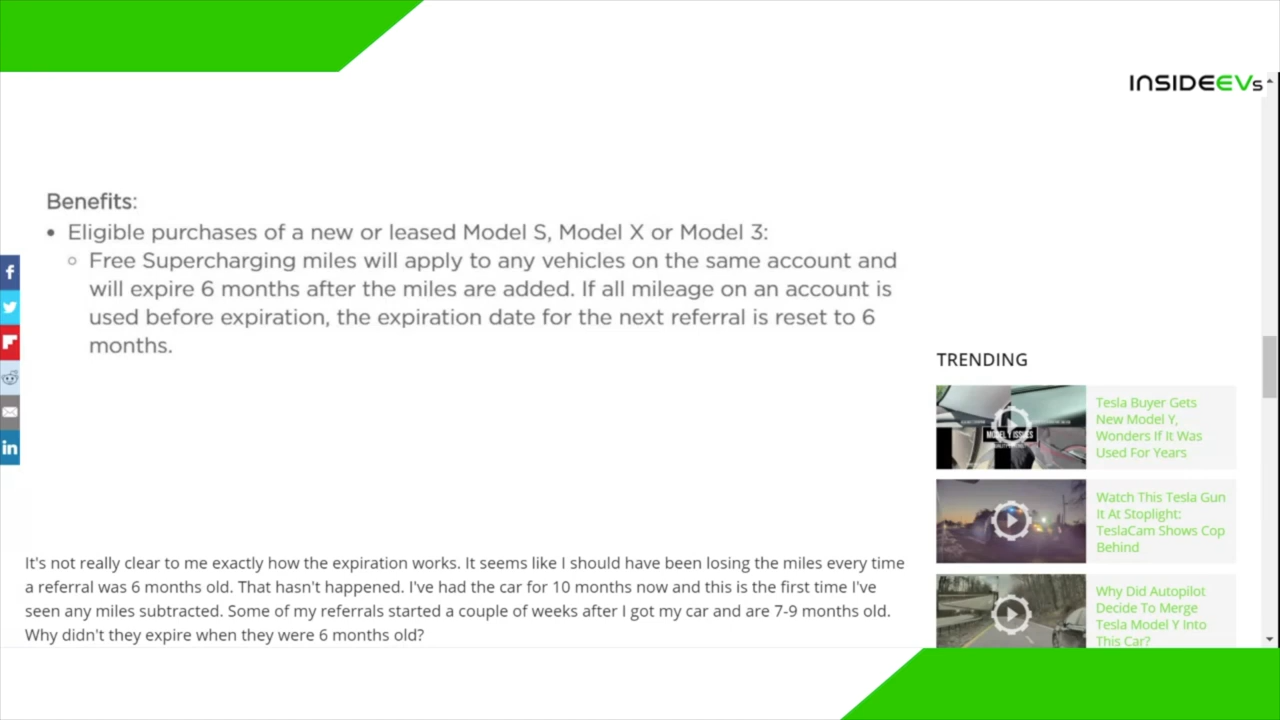 INSIDEEVs
Benefits:
• Eligible purchases of a new or leased Model S, Model X or Model 3:
○ Free Supercharging miles will apply to any vehicles on the same account and
will expire 6 months after the miles are added. If all mileage on an account is
used before expiration, the expiration date for the next referral is reset to 6
months.
It's not really clear to me exactly how the expiration works. It seems like I should have been losing the miles every time
a referral was 6 months old. That hasn't happened. I've had the car for 10 months now and this is the first time I've
seen any miles subtracted. Some of my referrals started a couple of weeks after I got my car and are 7-9 months old.
Why didn't they expire when they were 6 months old?
TRENDING
MODEL Y ISSUES
Tesla Buyer Gets
New Model Y,
Wonders If It Was
Used For Years
Watch This Tesla Gun
It At Stoplight:
TeslaCam Shows Cop
Behind
Why Did Autopilot
Decide To Merge
Tesla Model Y Into
This Car?